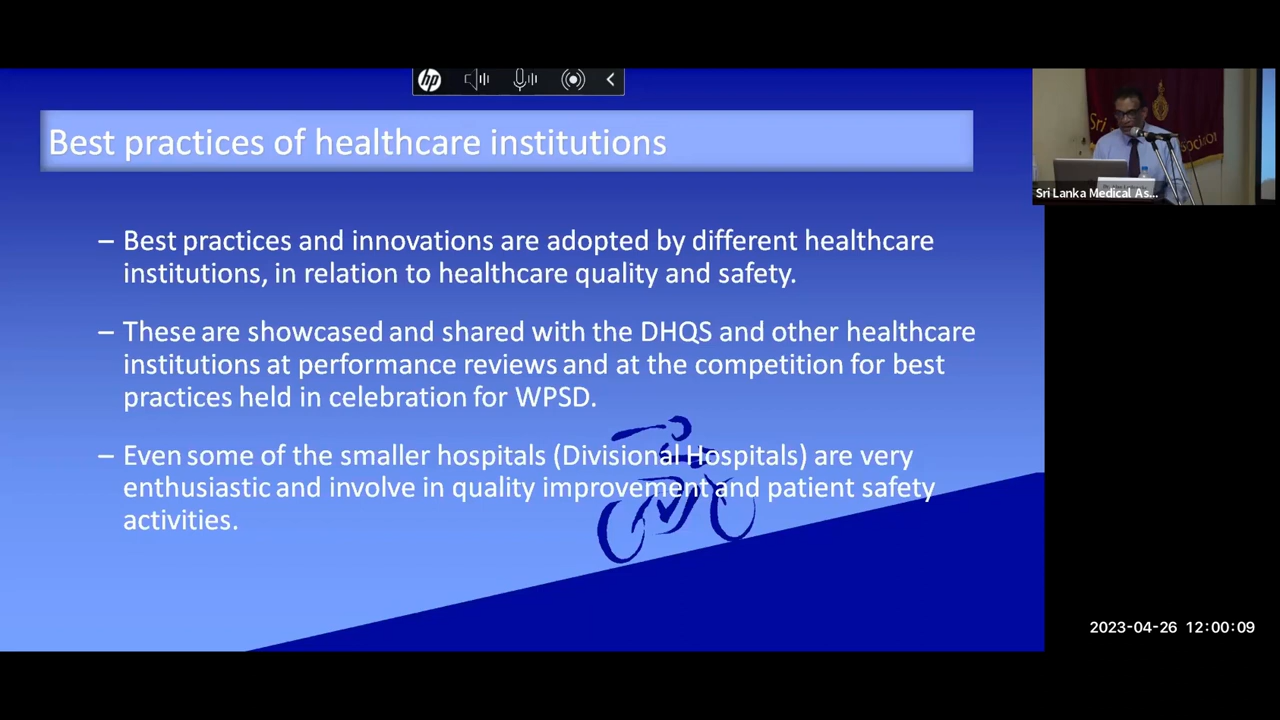 hp
Best practices of healthcare institutions
Sri
Sri Lanka Medical As...
– Best practices and innovations are adopted by different healthcare
institutions, in relation to healthcare quality and safety.
– These are showcased and shared with the DHQS and other healthcare
institutions at performance reviews and at the competition for best
practices held in celebration for WPSD.
– Even some of the smaller hospitals (Divisional Hospitals) are very
enthusiastic and involve in quality improvement and patient safety
activities.
2023-04-26 12:00:09